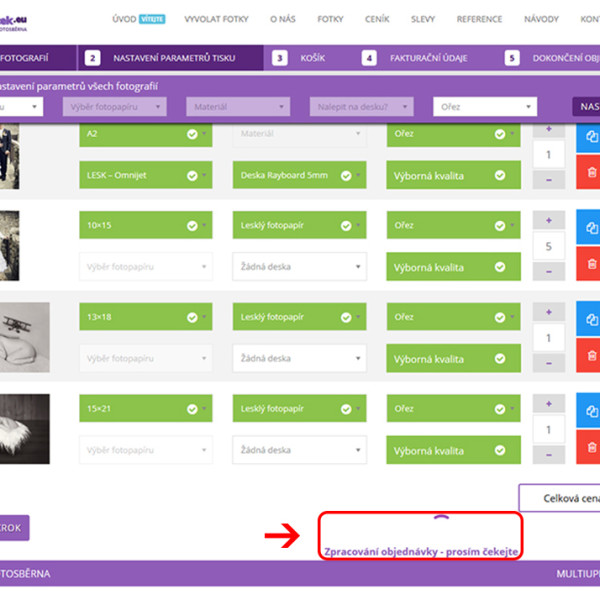 ek.eu
OTOSBĚRNA
ÚVOD VÍTEJTE VYVOLAT FOTKY O NÁS FOTKY CENÍK SLEVY REFERENCE NÁVODY KON
FOTOGRAFIÍ 2 NASTAVENÍ PARAMETRŮ TISKU 3 KOŠÍK 4 FAKTURAČNÍ ÚDAJE 5 DOKONČENÍ OBJ
stavení parametrů všech fotografií
u Výběr fotopapíru Materiál Nalepit na desku? Ořez NAS
A2 Materiál Ořez +
1
LESK – Omnijet Deska Rayboard 5mm Výborná kvalita –
10×15 Lesklý fotopapír Ořez +
5
Výběr fotopapíru Žádná deska Výborná kvalita –
13×18 Lesklý fotopapír Ořez +
1
Výběr fotopapíru Žádná deska Výborná kvalita –
15×21 Lesklý fotopapír Ořez +
1
Výběr fotopapíru Žádná deska Výborná kvalita –
Celková cena
KROK
Zpracování objednávky - prosím čekejte
TOSBĚRNA MULTIUP